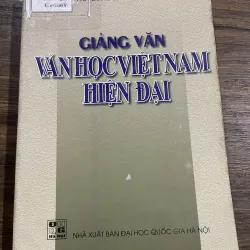 GIẢNG VĂN
VĂN HỌC VIỆT NAM
HIỆN ĐẠI
NHÀ XUẤT BẢN ĐẠI HỌC QUỐC GIA HÀ NỘI